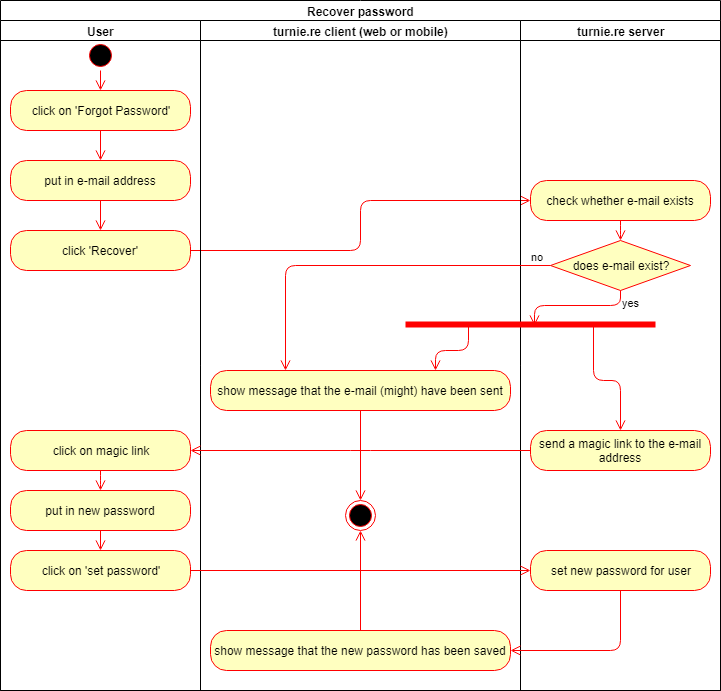 Recover password
User
turnie.re client (web or mobile)
turnie.re server
click on 'Forgot Password'
put in e-mail address
check whether e-mail exists
click 'Recover'
no
does e-mail exist?
yes
show message that the e-mail (might) have been sent
click on magic link
send a magic link to the e-mail
address
put in new password
click on 'set password'
set new password for user
show message that the new password has been saved